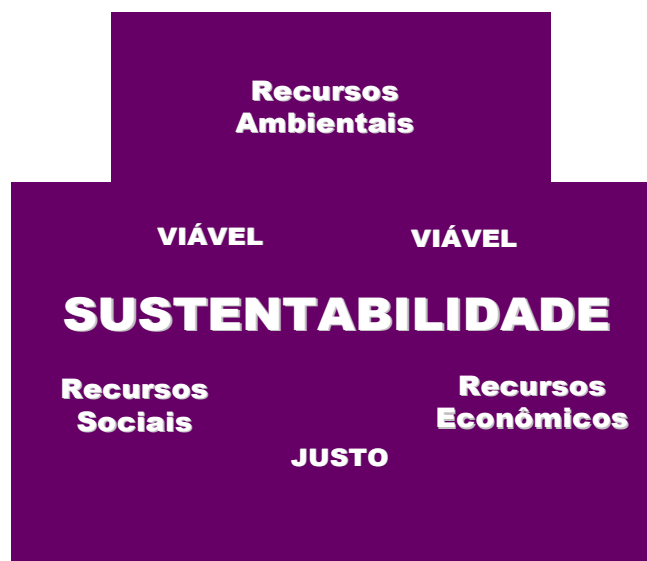 Recursos
Ambientais
VIÁVEL
VIÁVEL
SUSTENTABILIDADE
Recursos
Sociais
Recursos
Econômicos
JUSTO